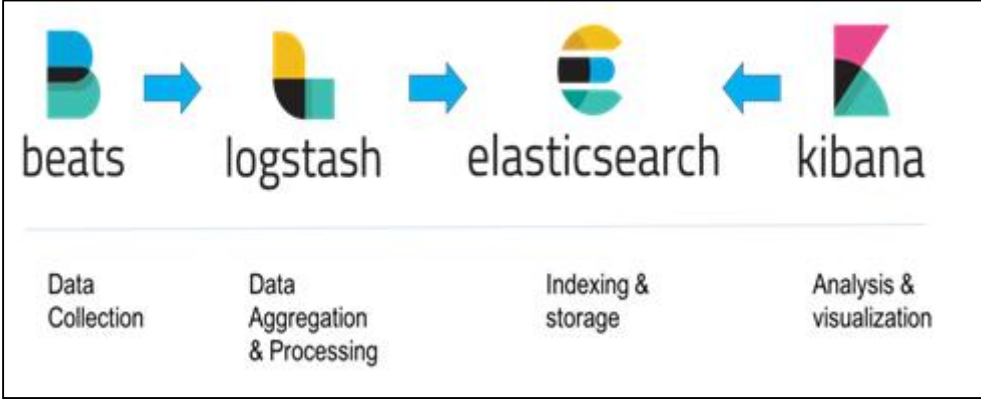 beats
logstash
elasticsearch
kibana
Data
Collection
Data
Aggregation
& Processing
Indexing &
storage
Analysis &
visualization